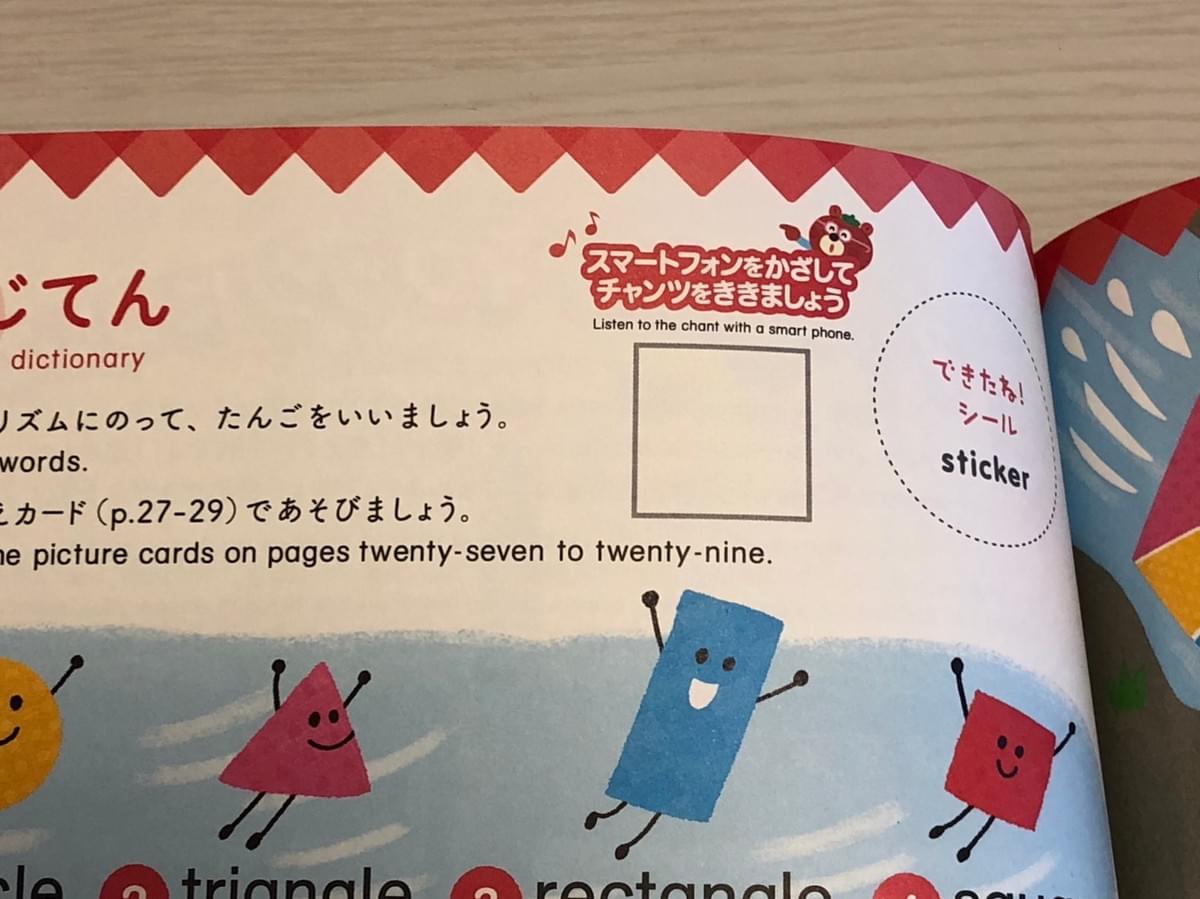 スマートフォンをかざして
チャンツをききましょう
Listen to the chant with a smart phone.
じてん
dictionary
できたね!
シール
sticker
リズムにのって、たんごをいいましょう。
words.
カード(p.27-29)であそびましょう。
picture cards on pages twenty-seven to twenty-nine.
triangle
rectangle